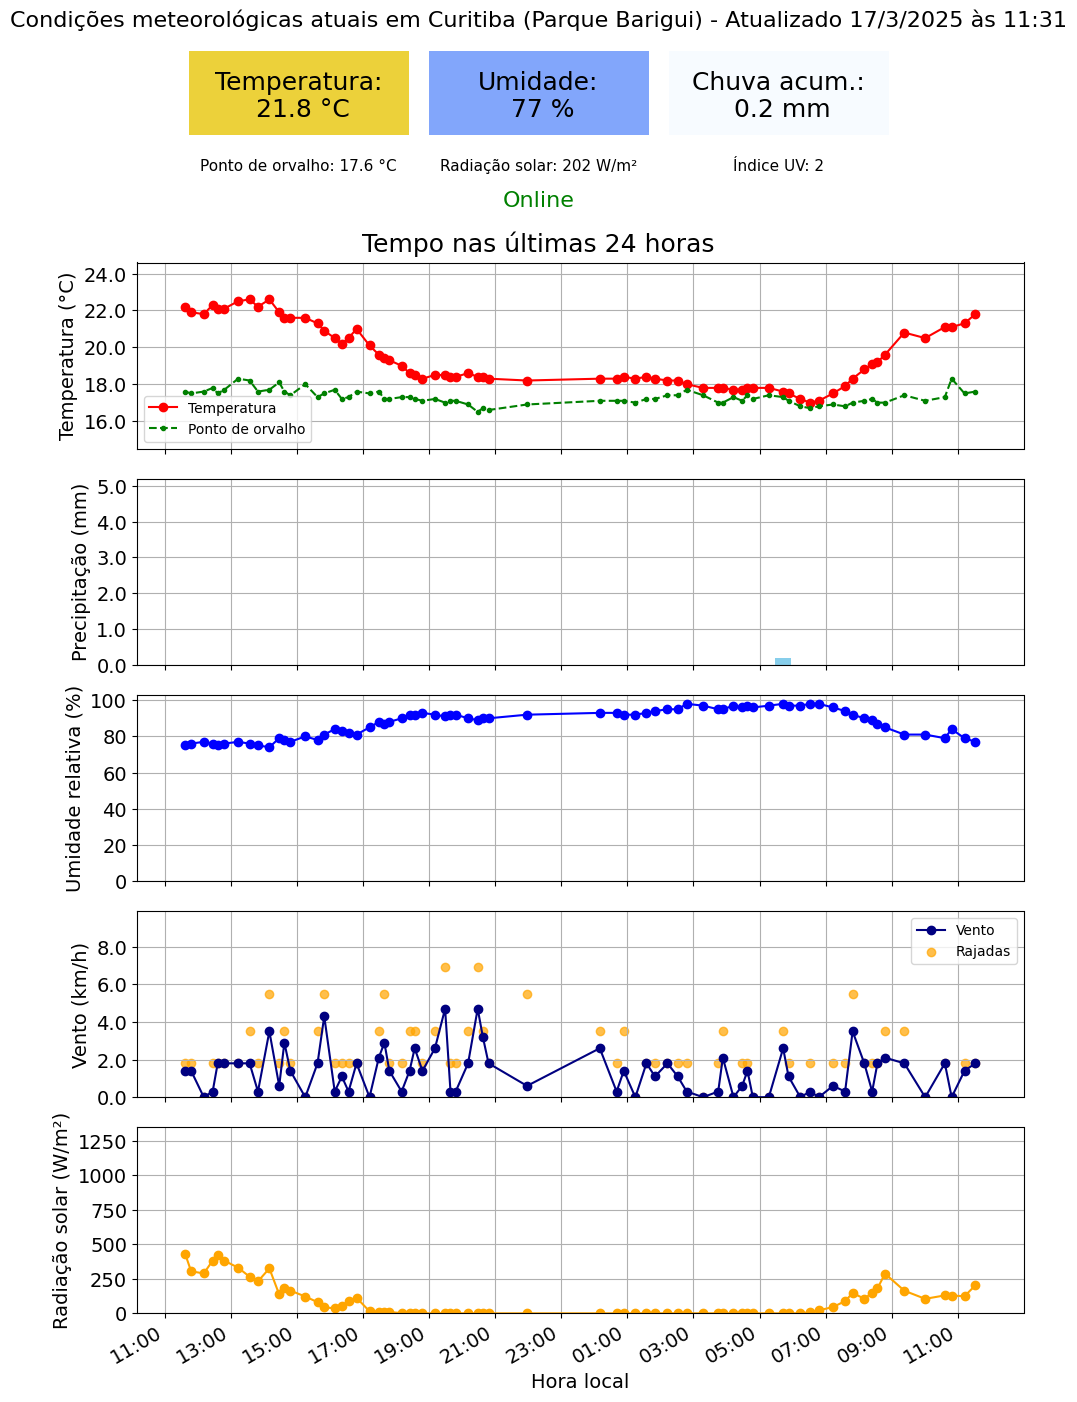 Condições meteorológicas atuais em Curitiba (Parque Barigui) - Atualizado 17/3/2025 às 11:31
Temperatura:
21.8 °C
Umidade:
77 %
Chuva acum.:
0.2 mm
Ponto de orvalho: 17.6 °C
Radiação solar: 202 W/m²
Índice UV: 2
Online
Tempo nas últimas 24 horas
Temperatura (°C)
24.0
22.0
20.0
18.0
16.0
Temperatura
Ponto de orvalho
Precipitação (mm)
5.0
4.0
3.0
2.0
1.0
0.0
Umidade relativa (%)
100
80
60
40
20
0
Vento (km/h)
8.0
6.0
4.0
2.0
0.0
Vento
Rajadas
Radiação solar (W/m²)
1250
1000
750
500
250
0
11:00
13:00
15:00
17:00
19:00
21:00
23:00
01:00
03:00
05:00
07:00
09:00
11:00
Hora local